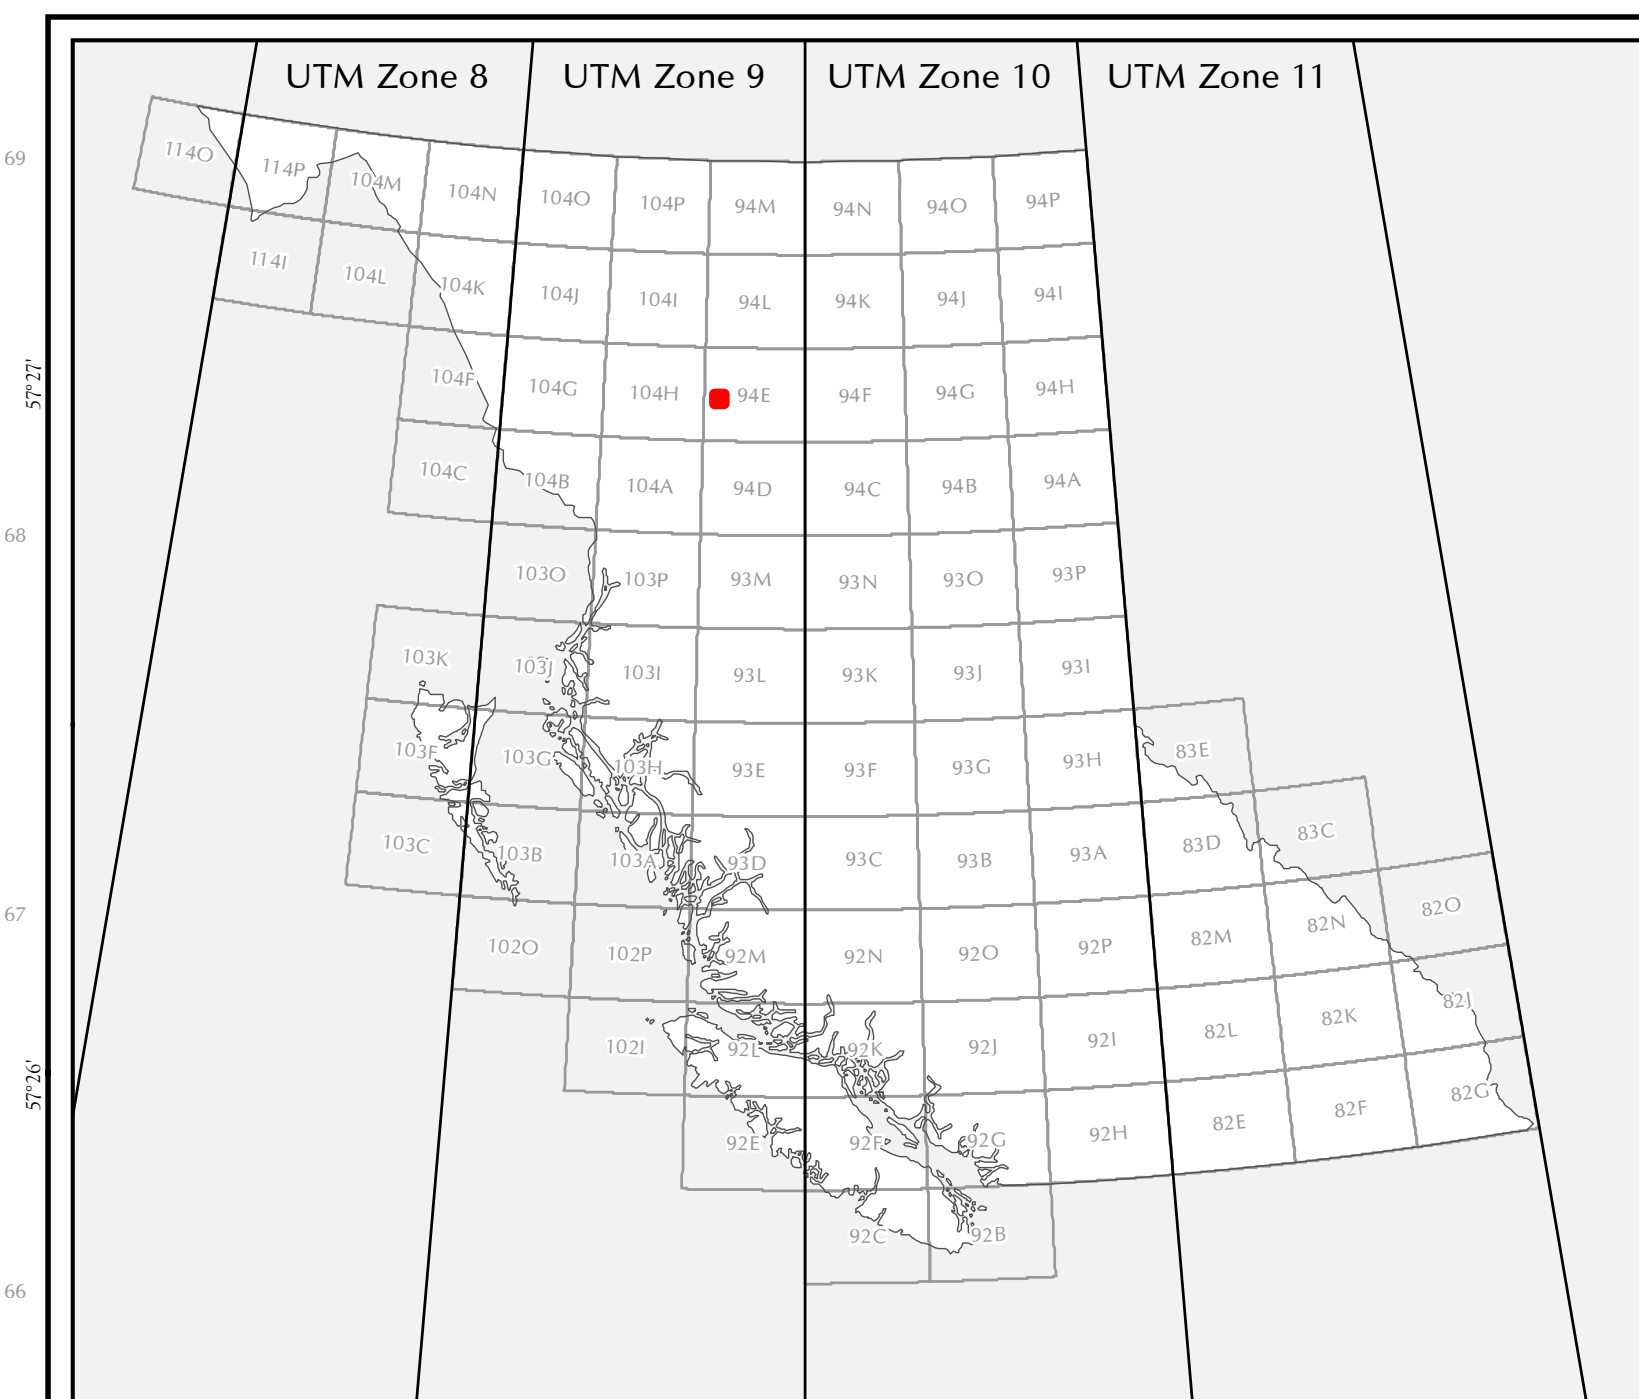 UTM Zone 8 UTM Zone 9 UTM Zone 10 UTM Zone 11
69
114O 114P 104M 104N 104O 104P 94M 94N 94O 94P
114I 104L 104K 104J 104I 94L 94K 94J 94I
57°27'
104F 104G 104H 94E 94F 94G 94H
104C 104B 104A 94D 94C 94B 94A
68
103O 103P 93M 93N 93O 93P
103K 103J 103I 93L 93K 93J 93I
103F 103G 103H 93E 93F 93G 93H 83E
103C 103B 103A 93D 93C 93B 93A 83D 83C
67
102O 102P 92M 92N 92O 92P 82M 82N 82O
102I 92L 92K 92J 92I 82L 82K 82J
57°26'
92E 92F 92G 92H 82E 82F 82G
92C 92B
66